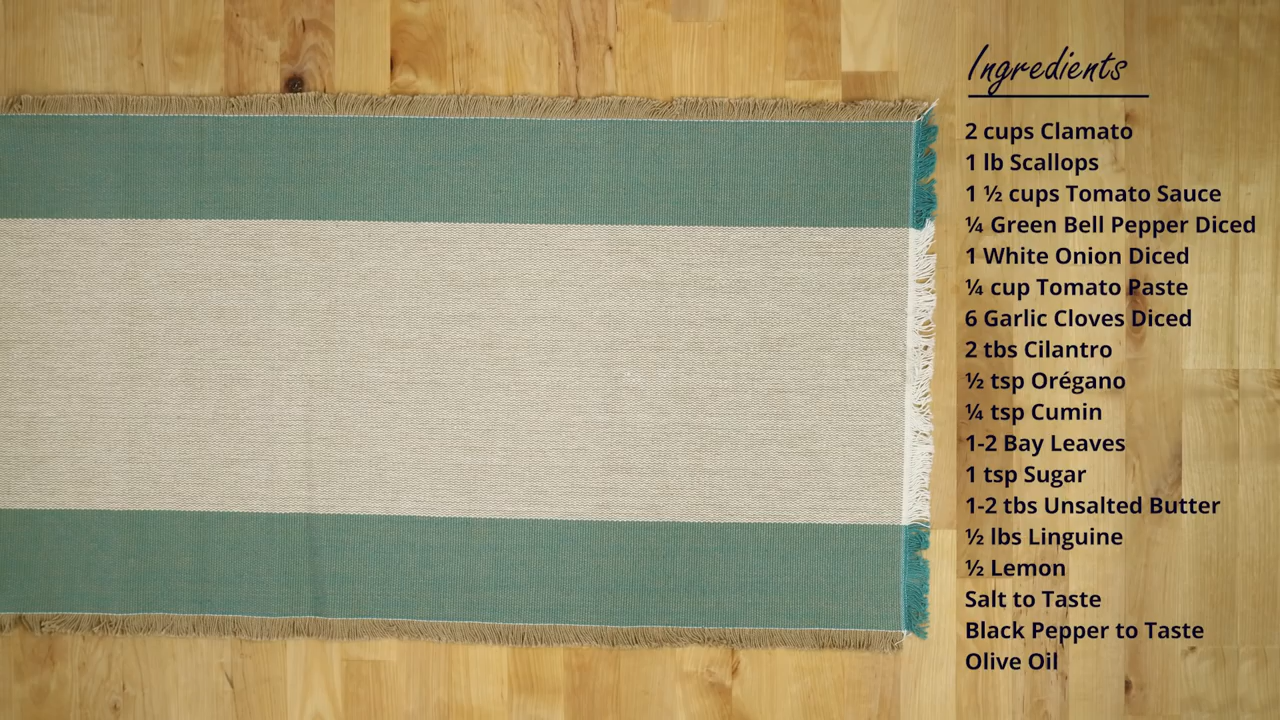 Ingredients
2 cups Clamato
1 lb Scallops
1 ½ cups Tomato Sauce
¼ Green Bell Pepper Diced
1 White Onion Diced
¼ cup Tomato Paste
6 Garlic Cloves Diced
2 tbs Cilantro
½ tsp Orégano
¼ tsp Cumin
1-2 Bay Leaves
1 tsp Sugar
1-2 tbs Unsalted Butter
½ lbs Linguine
½ Lemon
Salt to Taste
Black Pepper to Taste
Olive Oil